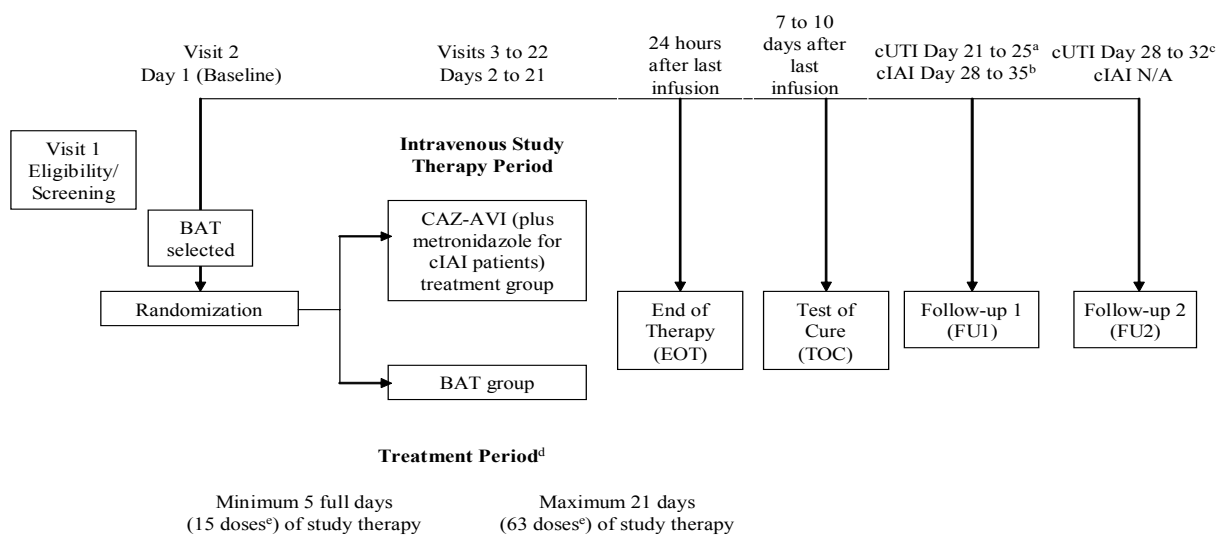 Visit 2
Day 1 (Baseline)
Visits 3 to 22
Days 2 to 21
24 hours
after last
infusion
7 to 10
days after
last
infusion
cUTI Day 21 to 25ᵃ
cIAI Day 28 to 35ᵇ
cUTI Day 28 to 32ᶜ
cIAI N/A
Visit 1
Eligibility/
Screening
Intravenous Study
Therapy Period
BAT
selected
Randomization
CAZ-AVI (plus
metronidazole for
cIAI patients)
treatment group
BAT group
End of
Therapy
(EOT)
Test of
Cure
(TOC)
Follow-up 1
(FU1)
Follow-up 2
(FU2)
Treatment Periodᵈ
Minimum 5 full days
(15 dosesᵉ) of study therapy
Maximum 21 days
(63 dosesᵉ) of study therapy